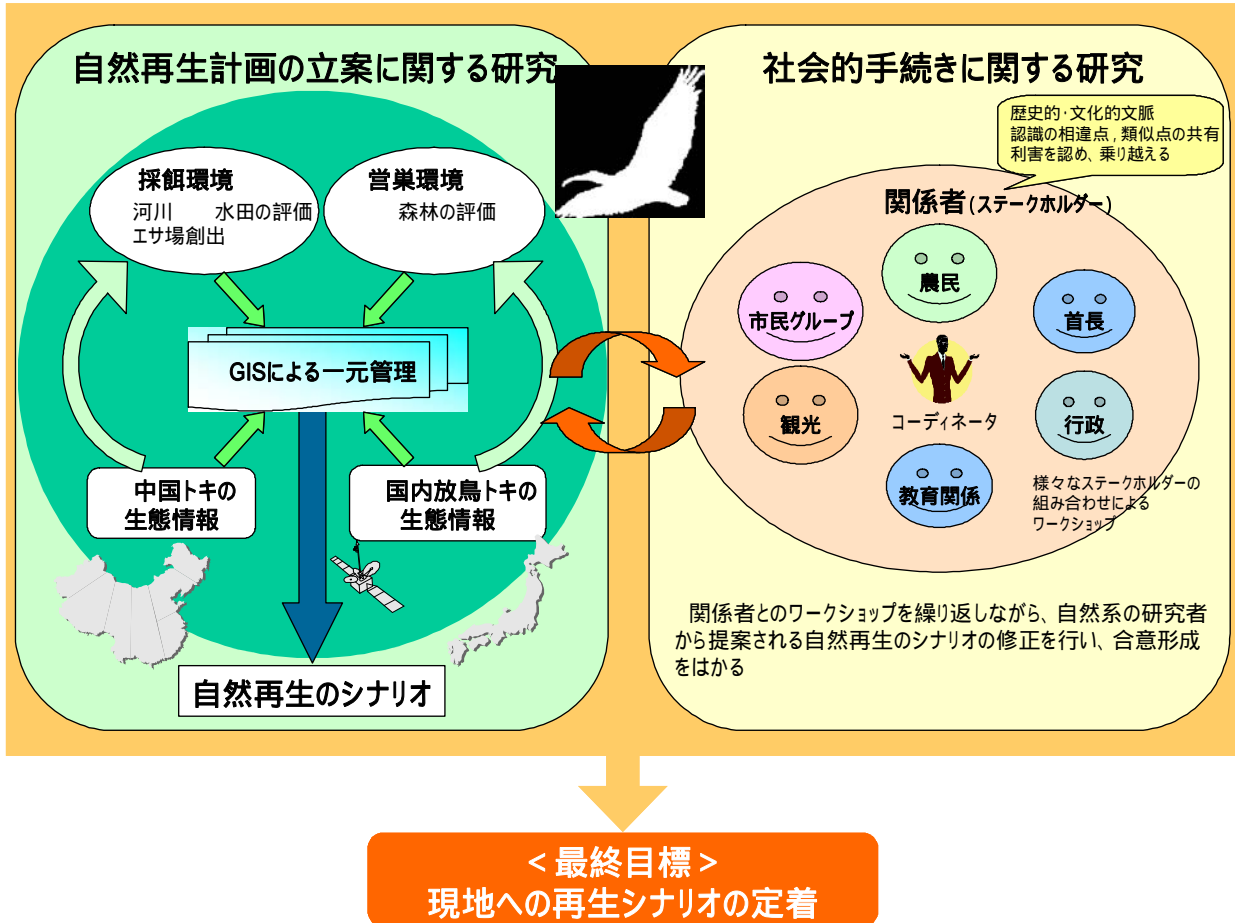 自然再生計画の立案に関する研究
採餌環境
河川　水田の評価
エサ場創出
営巣環境
森林の評価
GISによる一元管理
中国トキの
生態情報
国内放鳥トキの
生態情報
自然再生のシナリオ
社会的手続きに関する研究
歴史的・文化的文脈
認識の相違点，類似点の共有
利害を認め、乗り越える
関係者(ステークホルダー)
農民
市民グループ
首長
観光
コーディネータ
行政
教育関係
様々なステークホルダーの
組み合わせによる
ワークショップ
関係者とのワークショップを繰り返しながら、自然系の研究者
から提案される自然再生のシナリオの修正を行い、合意形成
をはかる
＜最終目標＞
現地への再生シナリオの定着